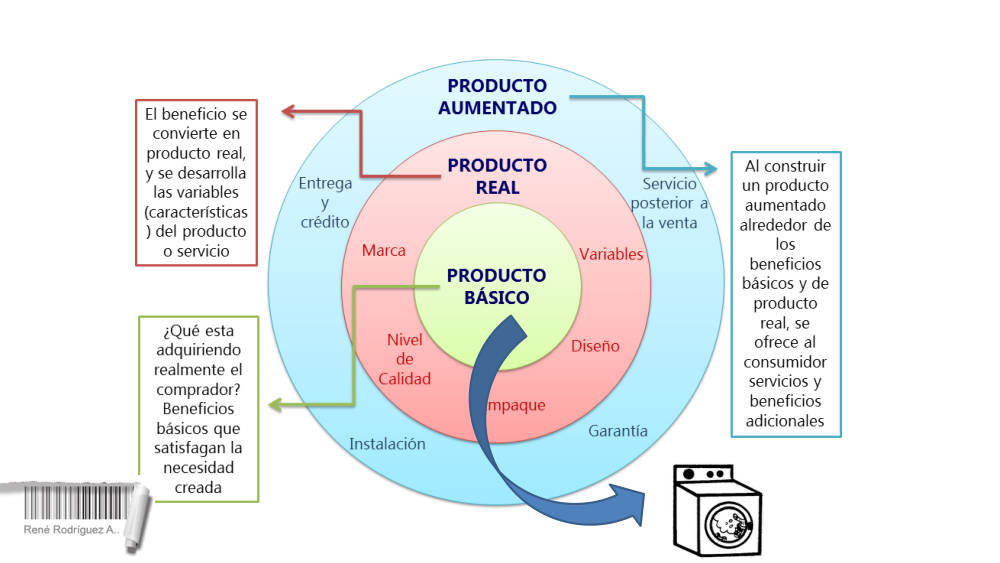 PRODUCTO
AUMENTADO
El beneficio se
convierte en
producto real,
y se desarrolla
las variables
(características
) del producto
o servicio
PRODUCTO
REAL
Al construir
un producto
aumentado
alrededor de
los
beneficios
básicos y de
producto
real, se
ofrece al
consumidor
servicios y
beneficios
adicionales
Entrega
y
crédito
Servicio
posterior a
la venta
Marca
Variables
PRODUCTO
BÁSICO
¿Qué esta
adquiriendo
realmente el
comprador?
Beneficios
básicos que
satisfagan la
necesidad
creada
Nivel
de
Calidad
Diseño
mpaque
Instalación
Garantía
René Rodríguez A..